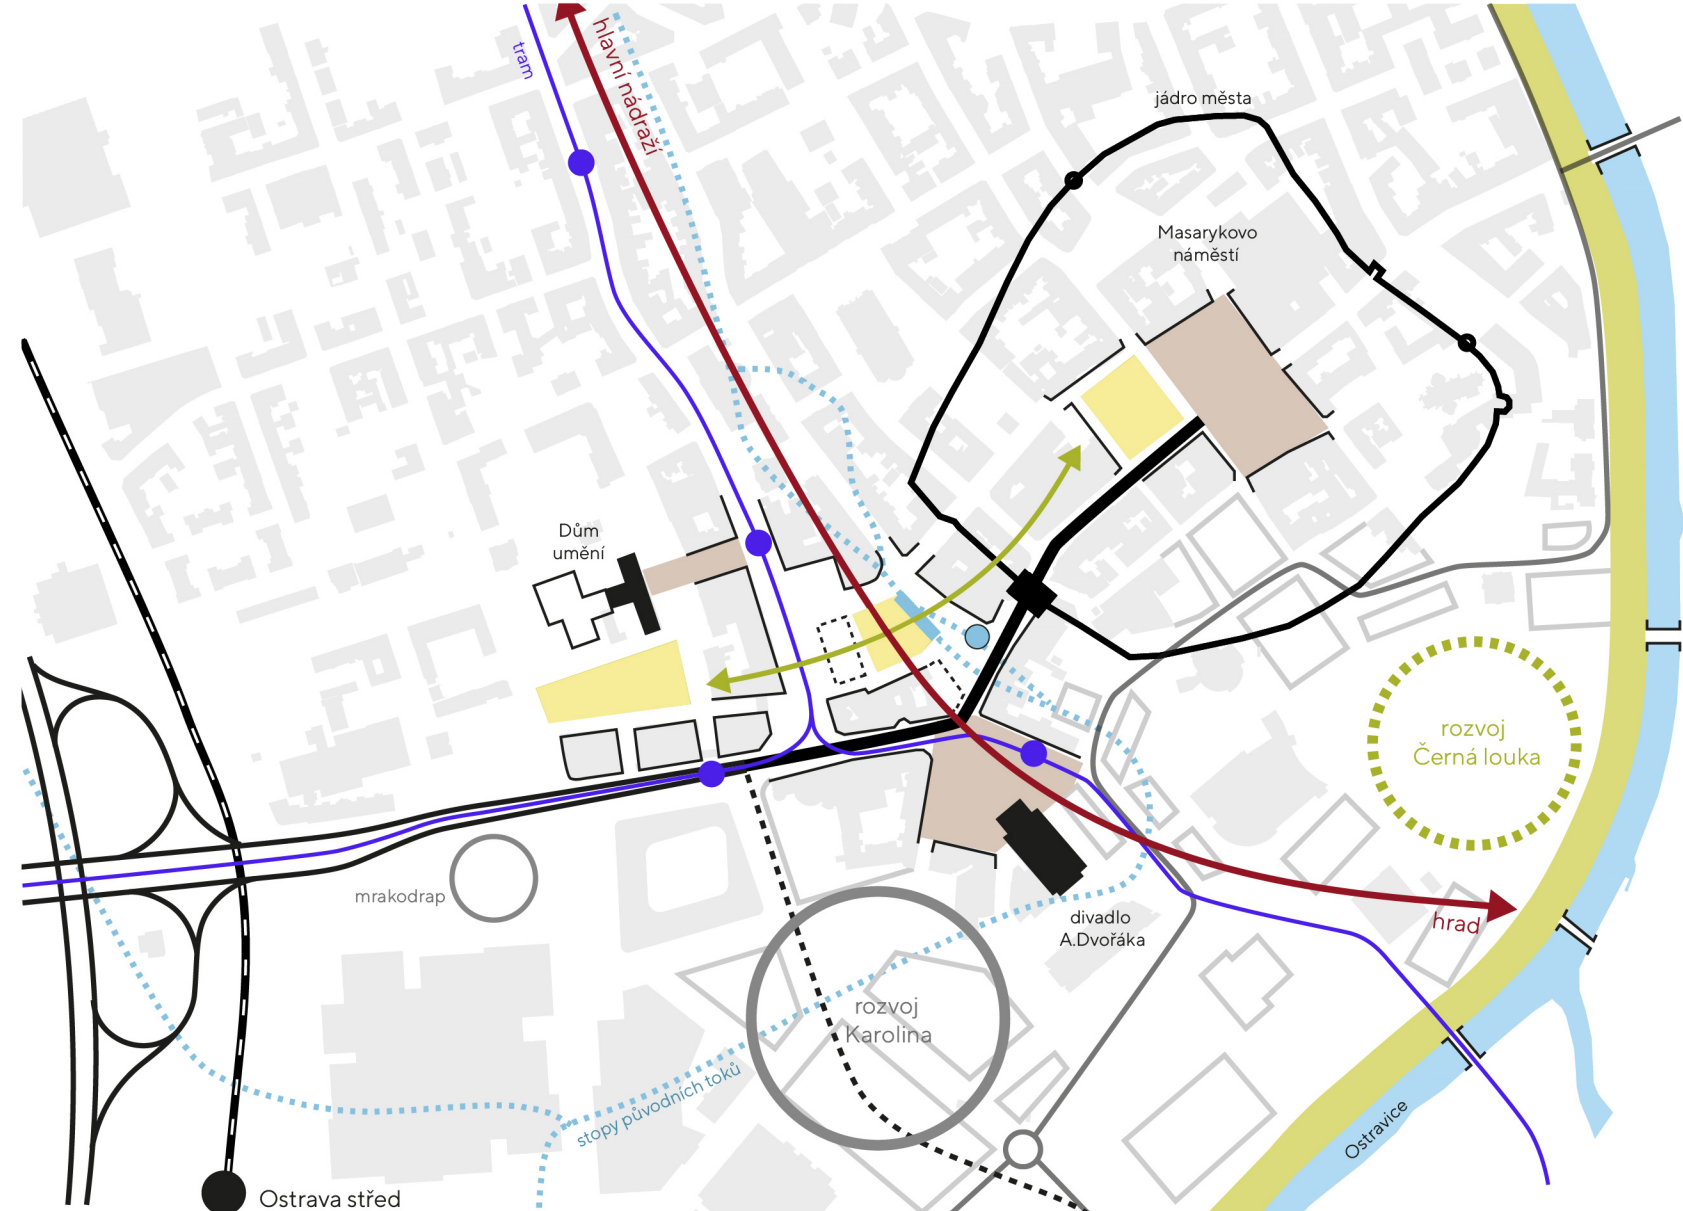 tram
hlavní nádraží
jádro města
Masarykovo
náměstí
Dům
umění
rozvoj
Černá louka
mrakodrap
divadlo
A.Dvořáka
hrad
rozvoj
Karolina
stopy původních toků
Ostravice
Ostrava střed